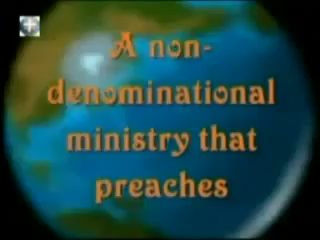 A non-
denominational
ministry that
preaches